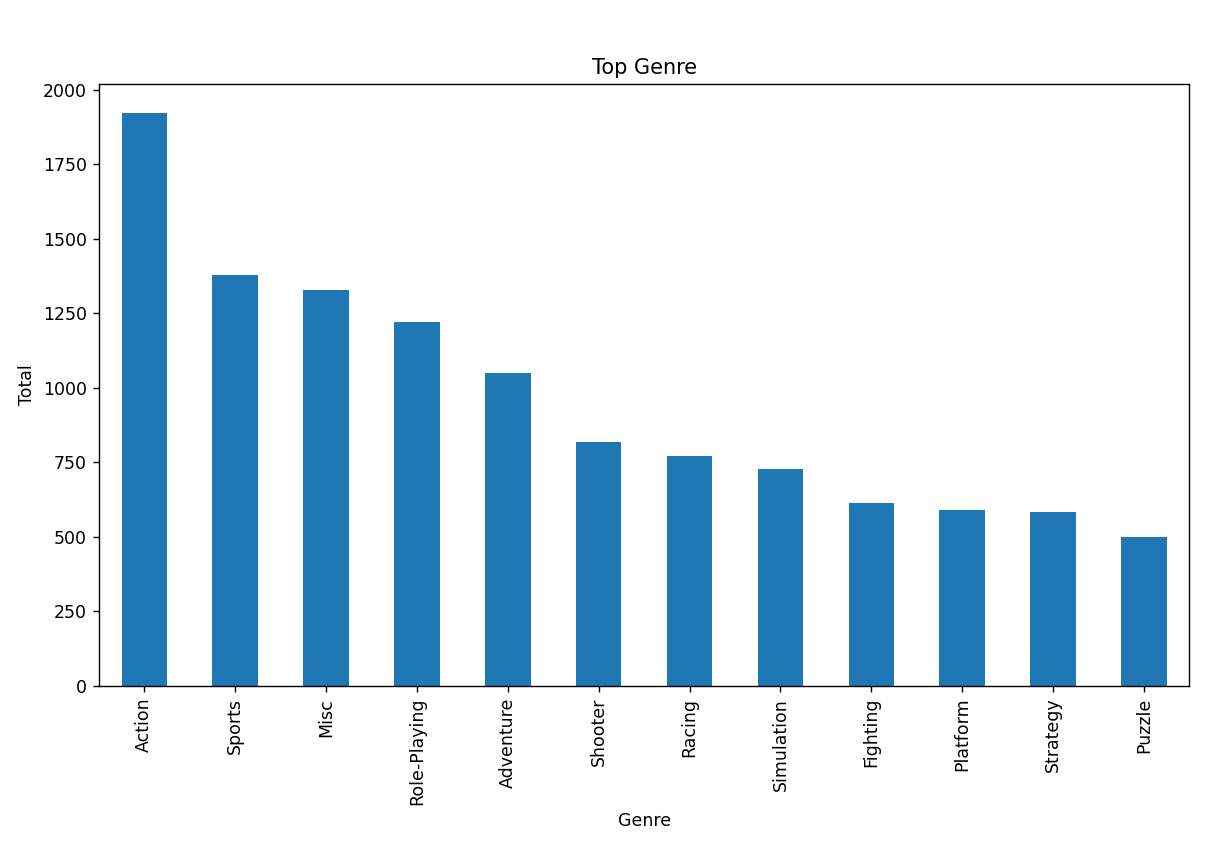 Top Genre
2000
1750
1500
1250
1000
750
500
250
0
Total
Action
Sports
Misc
Role-Playing
Adventure
Shooter
Racing
Simulation
Fighting
Platform
Strategy
Puzzle
Genre